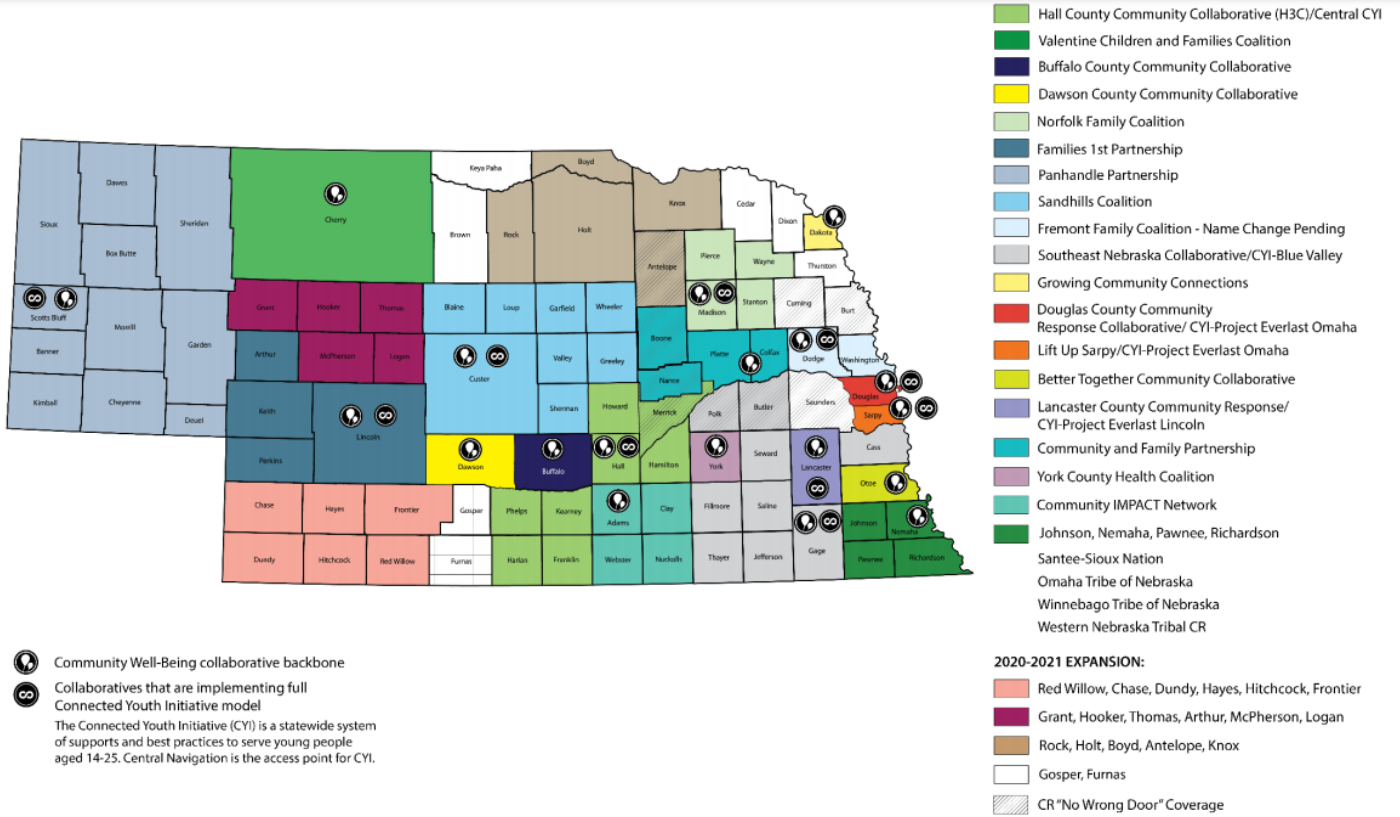 Hall County Community Collaborative (H3C)/Central CYI
Valentine Children and Families Coalition
Buffalo County Community Collaborative
Dawson County Community Collaborative
Norfolk Family Coalition
Families 1st Partnership
Panhandle Partnership
Sandhills Coalition
Fremont Family Coalition - Name Change Pending
Southeast Nebraska Collaborative/CYI-Blue Valley
Growing Community Connections
Douglas County Community
Response Collaborative/ CYI-Project Everlast Omaha
Lift Up Sarpy/CYI-Project Everlast Omaha
Better Together Community Collaborative
Lancaster County Community Response/
CYI-Project Everlast Lincoln
Community and Family Partnership
York County Health Coalition
Community IMPACT Network
Johnson, Nemaha, Pawnee, Richardson
Santee-Sioux Nation
Omaha Tribe of Nebraska
Winnebago Tribe of Nebraska
Western Nebraska Tribal CR
2020-2021 EXPANSION:
Red Willow, Chase, Dundy, Hayes, Hitchcock, Frontier
Grant, Hooker, Thomas, Arthur, McPherson, Logan
Rock, Holt, Boyd, Antelope, Knox
Gosper, Furnas
CR "No Wrong Door" Coverage
Sioux
Dawes
Sheridan
Box Butte
Scotts Bluff
Morrill
Garden
Banner
Kimball
Cheyenne
Deuel
Cherry
Keya Paha
Boyd
Brown
Rock
Holt
Knox
Cedar
Dixon
Dakota
Antelope
Pierce
Wayne
Thurston
Grant
Hooker
Thomas
Blaine
Loup
Garfield
Wheeler
Madison
Stanton
Cuming
Burt
Arthur
McPherson
Logan
Custer
Valley
Greeley
Boone
Platte
Colfax
Dodge
Washington
Nance
Keith
Lincoln
Sherman
Howard
Merrick
Polk
Butler
Saunders
Douglas
Sarpy
Perkins
Dawson
Buffalo
Hall
Hamilton
York
Seward
Lancaster
Cass
Otoe
Chase
Hayes
Frontier
Gosper
Phelps
Kearney
Adams
Clay
Fillmore
Saline
Gage
Johnson
Nemaha
Dundy
Hitchcock
Red Willow
Furnas
Harlan
Franklin
Webster
Nuckolls
Thayer
Jefferson
Pawnee
Richardson
Community Well-Being collaborative backbone
Collaboratives that are implementing full
Connected Youth Initiative model
The Connected Youth Initiative (CYI) is a statewide system
of supports and best practices to serve young people
aged 14-25. Central Navigation is the access point for CYI.